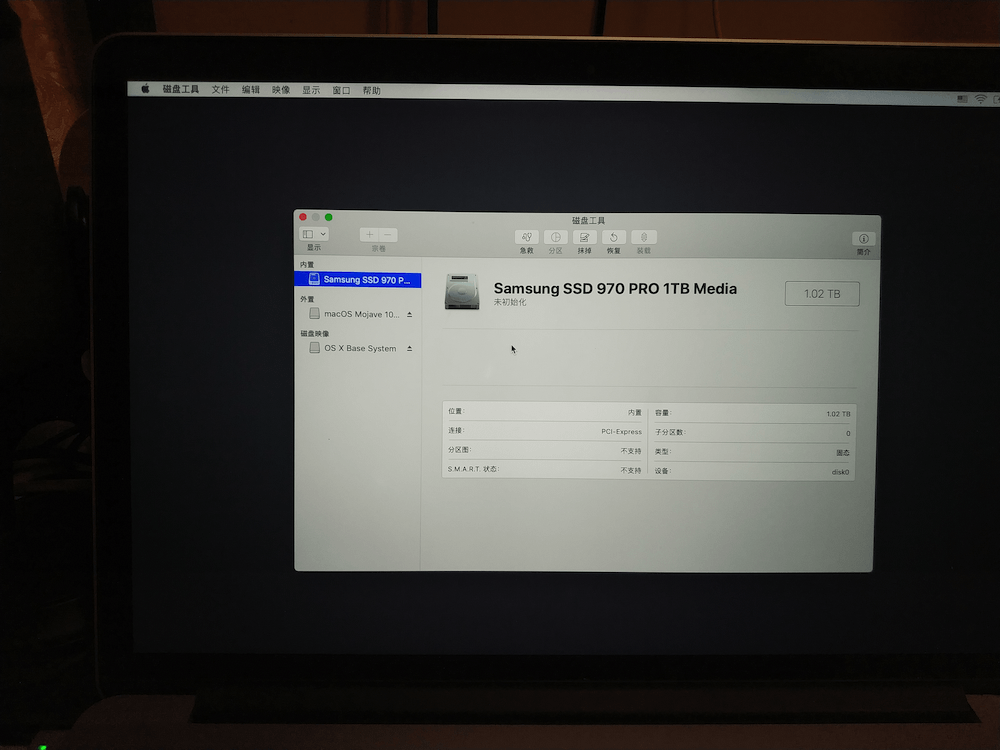 磁盘工具 文件 编辑 映像 显示 窗口 帮助
磁盘工具
显示 宗卷 急救 分区 抹掉 恢复 装载 简介
内置
Samsung SSD 970 P...
外置
macOS Mojave 10...
磁盘映像
OS X Base System
Samsung SSD 970 PRO 1TB Media
未初始化
1.02 TB
位置: 内置 容量: 1.02 TB
连接: PCI-Express 子分区数: 0
分区图: 不支持 类型: 固态
S.M.A.R.T. 状态: 不支持 设备: disk0